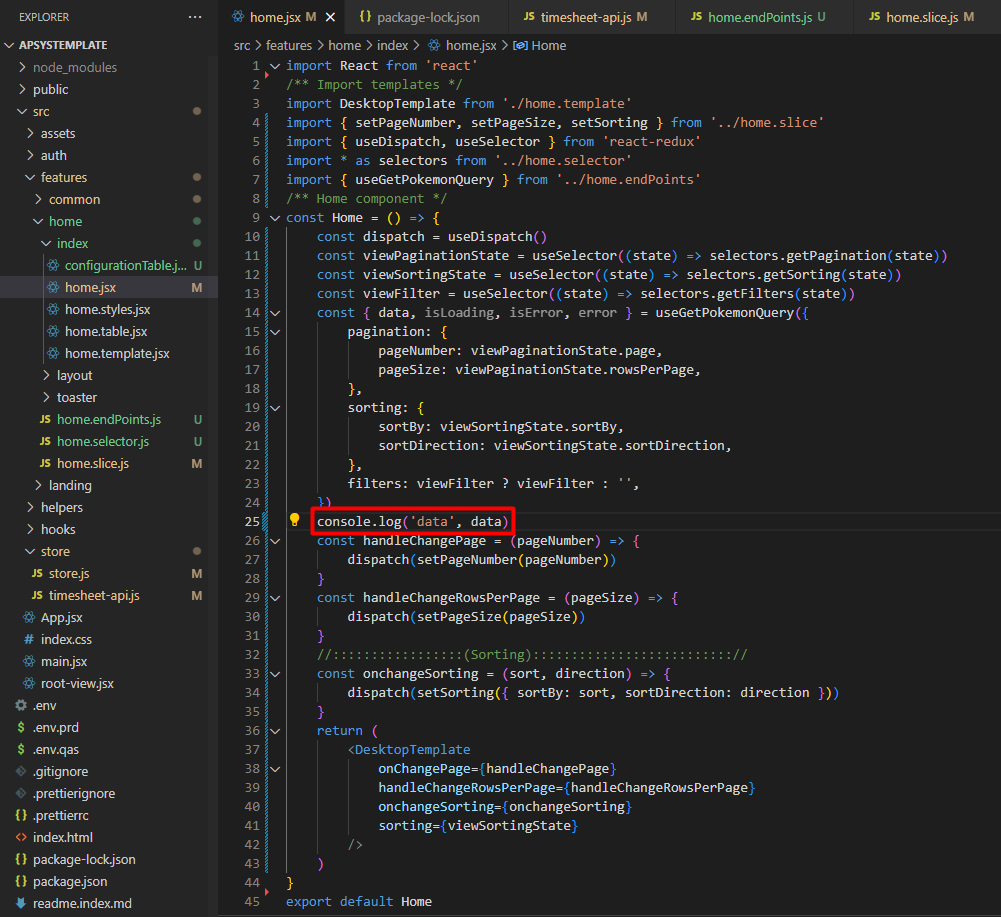 EXPLORER
···
APSYSTEMPLATE
node_modules
public
src
assets
auth
features
common
home
index
configurationTable.j... U
home.jsx M
home.styles.jsx
home.table.jsx
home.template.jsx
layout
toaster
JS home.endPoints.js U
JS home.selector.js U
JS home.slice.js M
landing
helpers
hooks
store
JS store.js M
JS timesheet-api.js M
App.jsx
# index.css
main.jsx
root-view.jsx
.env
$ .env.prd
$ .env.qas
.gitignore
.prettierignore
{} .prettierrc
<> index.html
{} package-lock.json
{} package.json
readme.index.md
home.jsx M ×
{} package-lock.json
JS timesheet-api.js M
JS home.endPoints.js U
JS home.slice.js M
src > features > home > index > home.jsx > Home
1 import React from 'react'
2 /** Import templates */
3 import DesktopTemplate from './home.template'
4 import { setPageNumber, setPageSize, setSorting } from '../home.slice'
5 import { useDispatch, useSelector } from 'react-redux'
6 import * as selectors from '../home.selector'
7 import { useGetPokemonQuery } from '../home.endPoints'
8 /** Home component */
9 const Home = () => {
10 const dispatch = useDispatch()
11 const viewPaginationState = useSelector((state) => selectors.getPagination(state))
12 const viewSortingState = useSelector((state) => selectors.getSorting(state))
13 const viewFilter = useSelector((state) => selectors.getFilters(state))
14 const { data, isLoading, isError, error } = useGetPokemonQuery({
15 pagination: {
16 pageNumber: viewPaginationState.page,
17 pageSize: viewPaginationState.rowsPerPage,
18 },
19 sorting: {
20 sortBy: viewSortingState.sortBy,
21 sortDirection: viewSortingState.sortDirection,
22 },
23 filters: viewFilter ? viewFilter : '',
24 })
25 console.log('data', data)
26 const handleChangePage = (pageNumber) => {
27 dispatch(setPageNumber(pageNumber))
28 }
29 const handleChangeRowsPerPage = (pageSize) => {
30 dispatch(setPageSize(pageSize))
31 }
32 //:::::::::::::::::(Sorting)::::::::::::::::::::::::::://
33 const onchangeSorting = (sort, direction) => {
34 dispatch(setSorting({ sortBy: sort, sortDirection: direction }))
35 }
36 return (
37 <DesktopTemplate
38 onChangePage={handleChangePage}
39 handleChangeRowsPerPage={handleChangeRowsPerPage}
40 onchangeSorting={onchangeSorting}
41 sorting={viewSortingState}
42 />
43 )
44 }
45 export default Home